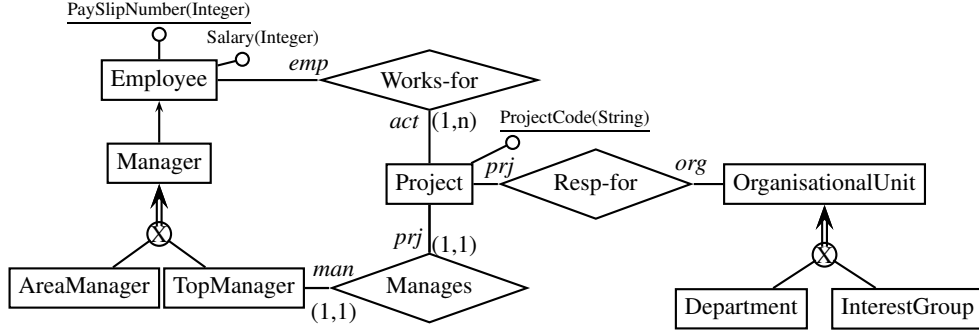 PaySlipNumber(Integer)
Salary(Integer)
Employee
emp
Works-for
act
(1,n)
ProjectCode(String)
Manager
Project
prj
Resp-for
org
OrganisationalUnit
X
prj
(1,1)
X
AreaManager
TopManager
man
(1,1)
Manages
Department
InterestGroup